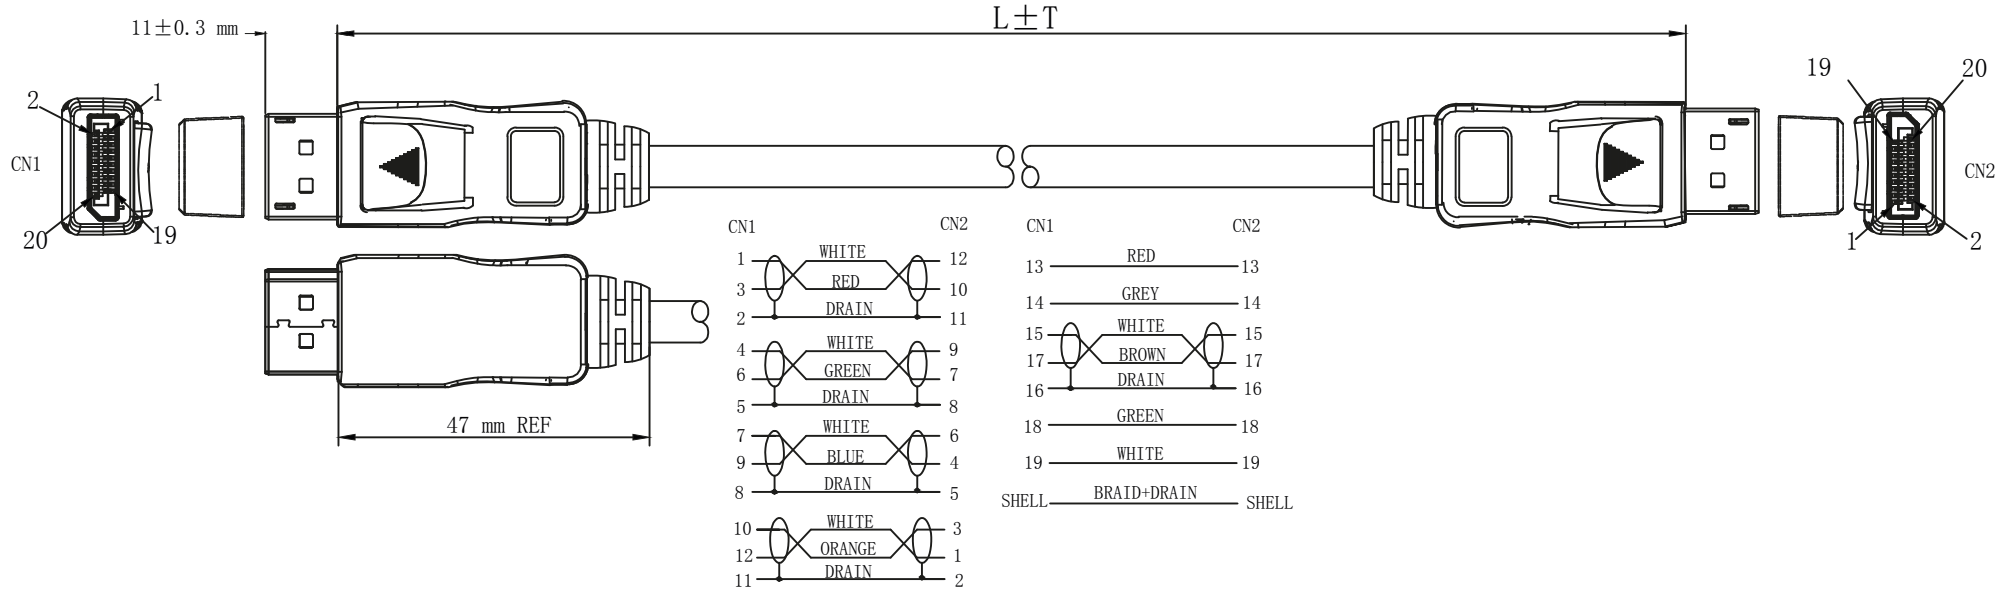 L±T
11±0.3 mm
2 1
CN1
20 19
19 20
CN2
1 2
47 mm REF
CN1 CN2
1 WHITE 12
3 RED 10
2 DRAIN 11
4 WHITE 9
6 GREEN 7
5 DRAIN 8
7 WHITE 6
9 BLUE 4
8 DRAIN 5
10 WHITE 3
12 ORANGE 1
11 DRAIN 2
CN1 CN2
13 RED 13
14 GREY 14
15 WHITE 15
17 BROWN 17
16 DRAIN 16
18 GREEN 18
19 WHITE 19
SHELL BRAID+DRAIN SHELL